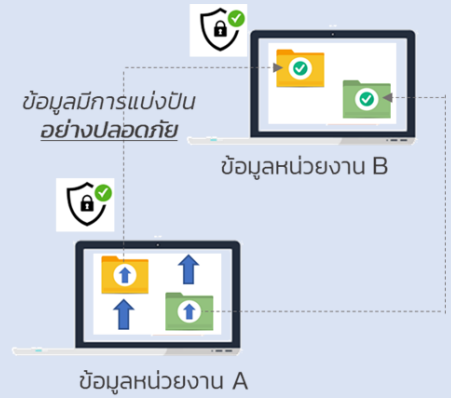 ข้อมูลมีการแบ่งปัน
อย่างปลอดภัย
ข้อมูลหน่วยงาน B
ข้อมูลหน่วยงาน A